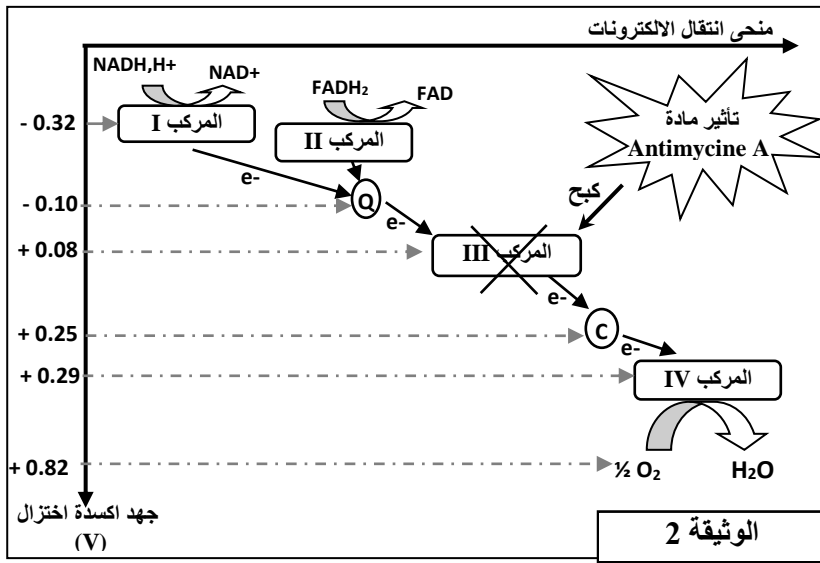 منحى انتقال الالكترونات
NADH,H+
NAD+
FADH₂
FAD
- 0.32
المركب I
المركب II
تأثير مادة
Antimycine A
e-
كبح
- 0.10
Q
e-
+ 0.08
المركب III
e-
+ 0.25
C
e-
+ 0.29
المركب IV
+ 0.82
½ O₂
H₂O
جهد اكسدة اختزال
(V)
الوثيقة 2